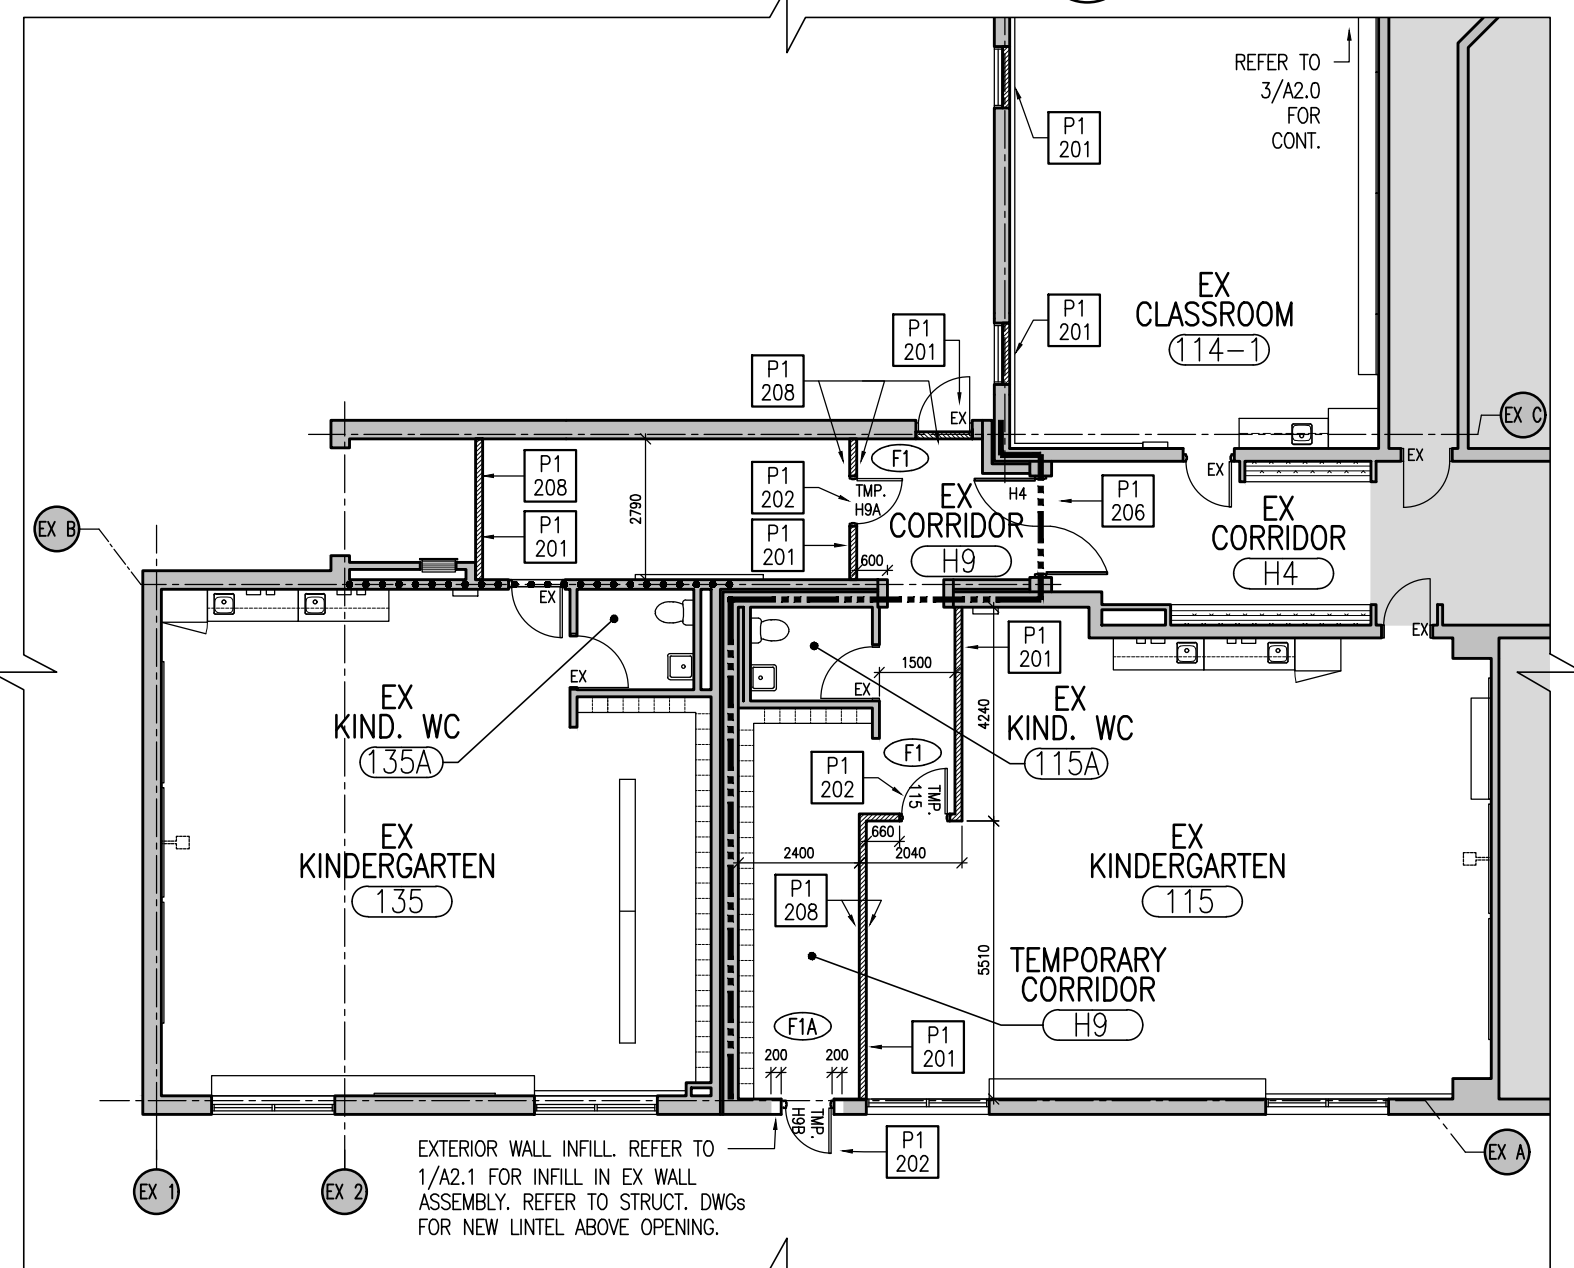 REFER TO
3/A2.0
FOR
CONT.
P1
201
EX
CLASSROOM
114-1
P1
201
P1
201
P1
208
EX
EX C
F1
EX
EX
P1
208
P1
202
TMP.
H9A
EX
CORRIDOR
H9
H4
P1
206
EX
CORRIDOR
H4
2790
EX B
P1
201
P1
201
600
EX
EX
P1
201
1500
EX
EX
EX
KIND. WC
135A
4240
EX
KIND. WC
115A
F1
P1
202
TMP.
115
660
2400
2040
EX
KINDERGARTEN
135
EX
KINDERGARTEN
115
P1
208
5510
TEMPORARY
CORRIDOR
H9
F1A
P1
201
200
200
TMP.
H9B
P1
202
EXTERIOR WALL INFILL. REFER TO
1/A2.1 FOR INFILL IN EX WALL
ASSEMBLY. REFER TO STRUCT. DWGs
FOR NEW LINTEL ABOVE OPENING.
EX A
EX 1
EX 2